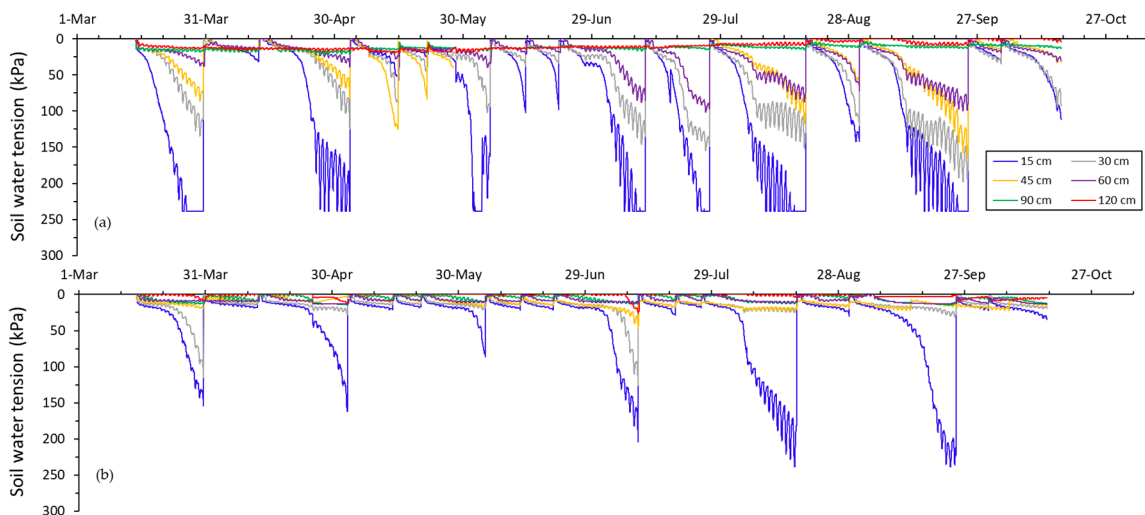 1-Mar 31-Mar 30-Apr 30-May 29-Jun 29-Jul 28-Aug 27-Sep 27-Oct
0
50
100
150
200
250
300
Soil water tension (kPa)
(a)
15 cm 30 cm
45 cm 60 cm
90 cm 120 cm
1-Mar 31-Mar 30-Apr 30-May 29-Jun 29-Jul 28-Aug 27-Sep 27-Oct
0
50
100
150
200
250
300
Soil water tension (kPa)
(b)